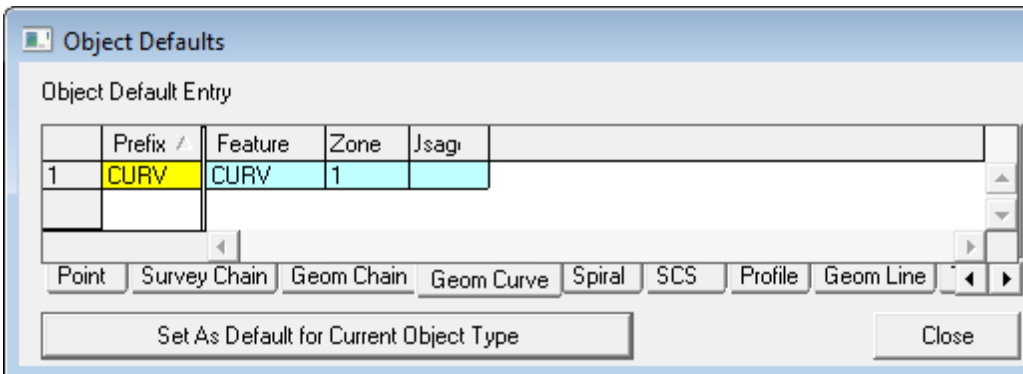 Object Defaults
Object Default Entry
Prefix Feature Zone Jsag
1 CURV CURV 1
Point Survey Chain Geom Chain Geom Curve Spiral SCS Profile Geom Line
Set As Default for Current Object Type Close